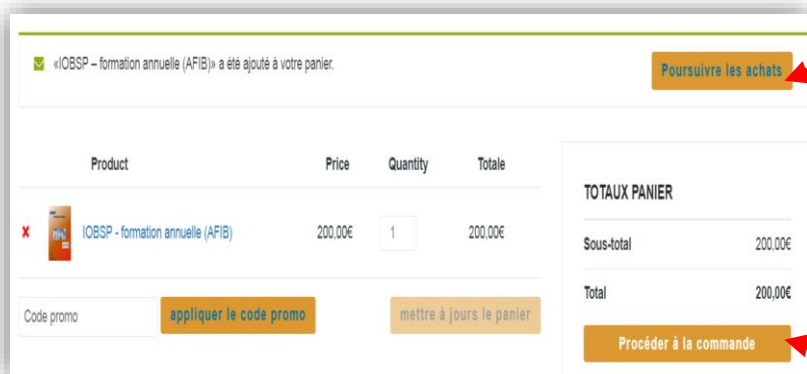 «IOBSP – formation annuelle (AFIB)» a été ajouté à votre panier.
Poursuivre les achats
Product Price Quantity Totale
IOBSP - formation annuelle (AFIB) 200,00€ 1 200,00€
Code promo appliquer le code promo mettre à jours le panier
TOTAUX PANIER
Sous-total 200,00€
Total 200,00€
Procéder à la commande